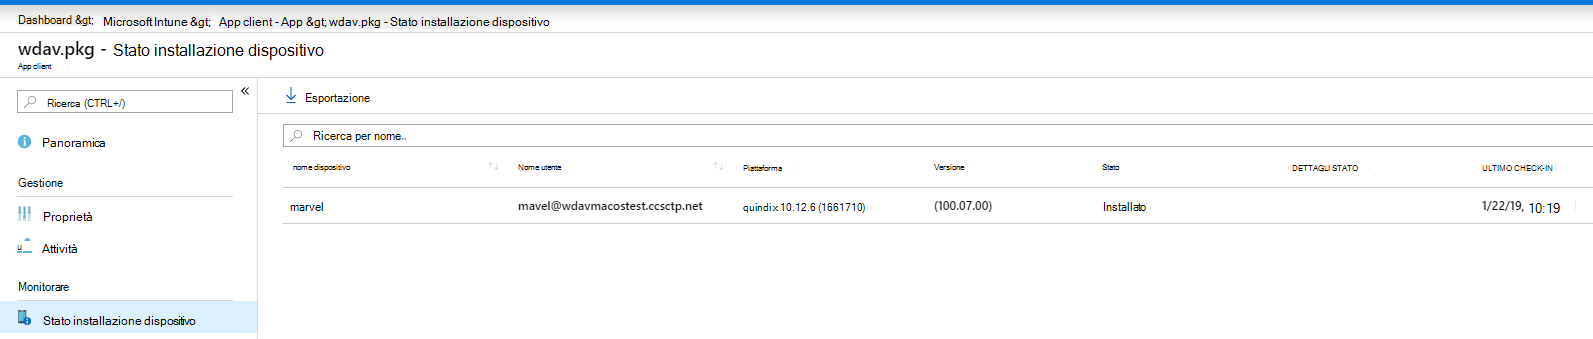 Dashboard &gt; Microsoft Intune &gt; App client - App &gt; wdav.pkg - Stato installazione dispositivo
wdav.pkg - Stato installazione dispositivo
App client
Ricerca (CTRL+/)
«
Panoramica
Gestione
Proprietà
Attività
Monitorare
Stato installazione dispositivo
Esportazione
Ricerca per nome..
nome dispositivo ↑↓ Nome utente ↑↓ Piattaforma Versione Stato DETTAGLI STATO ULTIMO CHECK-IN
marvel mavel@wdavmacostest.ccsctp.net quindi x 10.12.6 (1661710) (100.07.00) Installato 1/22/19, 10:19